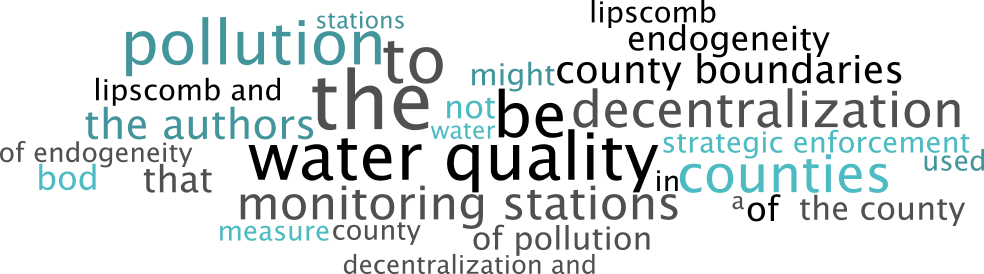 lipscomb
stations
pollution
endogeneity
to
might
county boundaries
lipscomb and
the
not
be
decentralization
the authors
water
strategic enforcement
of endogeneity
water quality
used
bod
that
in
counties
monitoring stations
a
of
the county
measure
county
of pollution
decentralization and